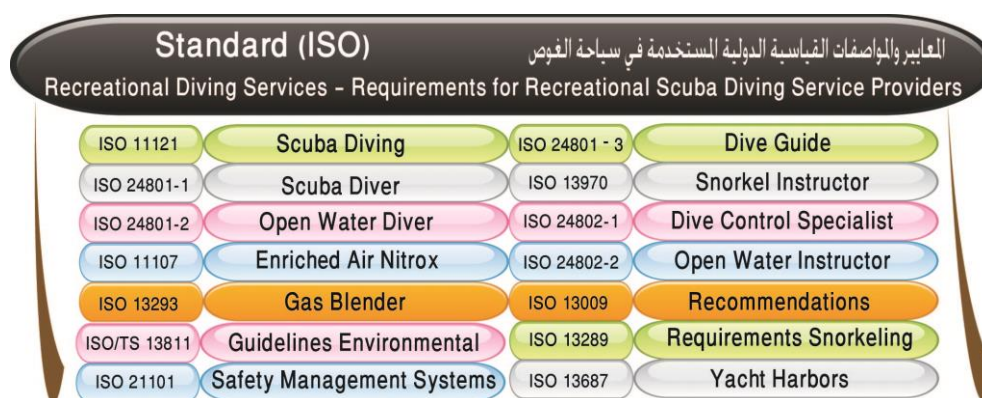 Standard (ISO) المعايير والمواصفات القياسية الدولية المستخدمة في سياحة الغوص
Recreational Diving Services – Requirements for Recreational Scuba Diving Service Providers
ISO 11121 Scuba Diving ISO 24801 - 3 Dive Guide
ISO 24801-1 Scuba Diver ISO 13970 Snorkel Instructor
ISO 24801-2 Open Water Diver ISO 24802-1 Dive Control Specialist
ISO 11107 Enriched Air Nitrox ISO 24802-2 Open Water Instructor
ISO 13293 Gas Blender ISO 13009 Recommendations
ISO/TS 13811 Guidelines Environmental ISO 13289 Requirements Snorkeling
ISO 21101 Safety Management Systems ISO 13687 Yacht Harbors